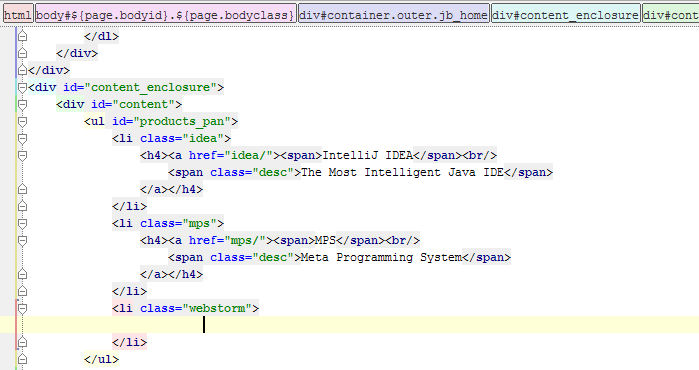 html body#${page.bodyid}.${page.bodyclass} div#container.outer.jb_home div#content_enclosure div#cont
</dl>
</div>
</div>
<div id="content_enclosure">
<div id="content">
<ul id="products_pan">
<li class="idea">
<h4><a href="idea/"><span>IntelliJ IDEA</span><br/>
<span class="desc">The Most Intelligent Java IDE</span>
</a></h4>
</li>
<li class="mps">
<h4><a href="mps/"><span>MPS</span><br/>
<span class="desc">Meta Programming System</span>
</a></h4>
</li>
<li class="webstorm">
</li>
</ul>